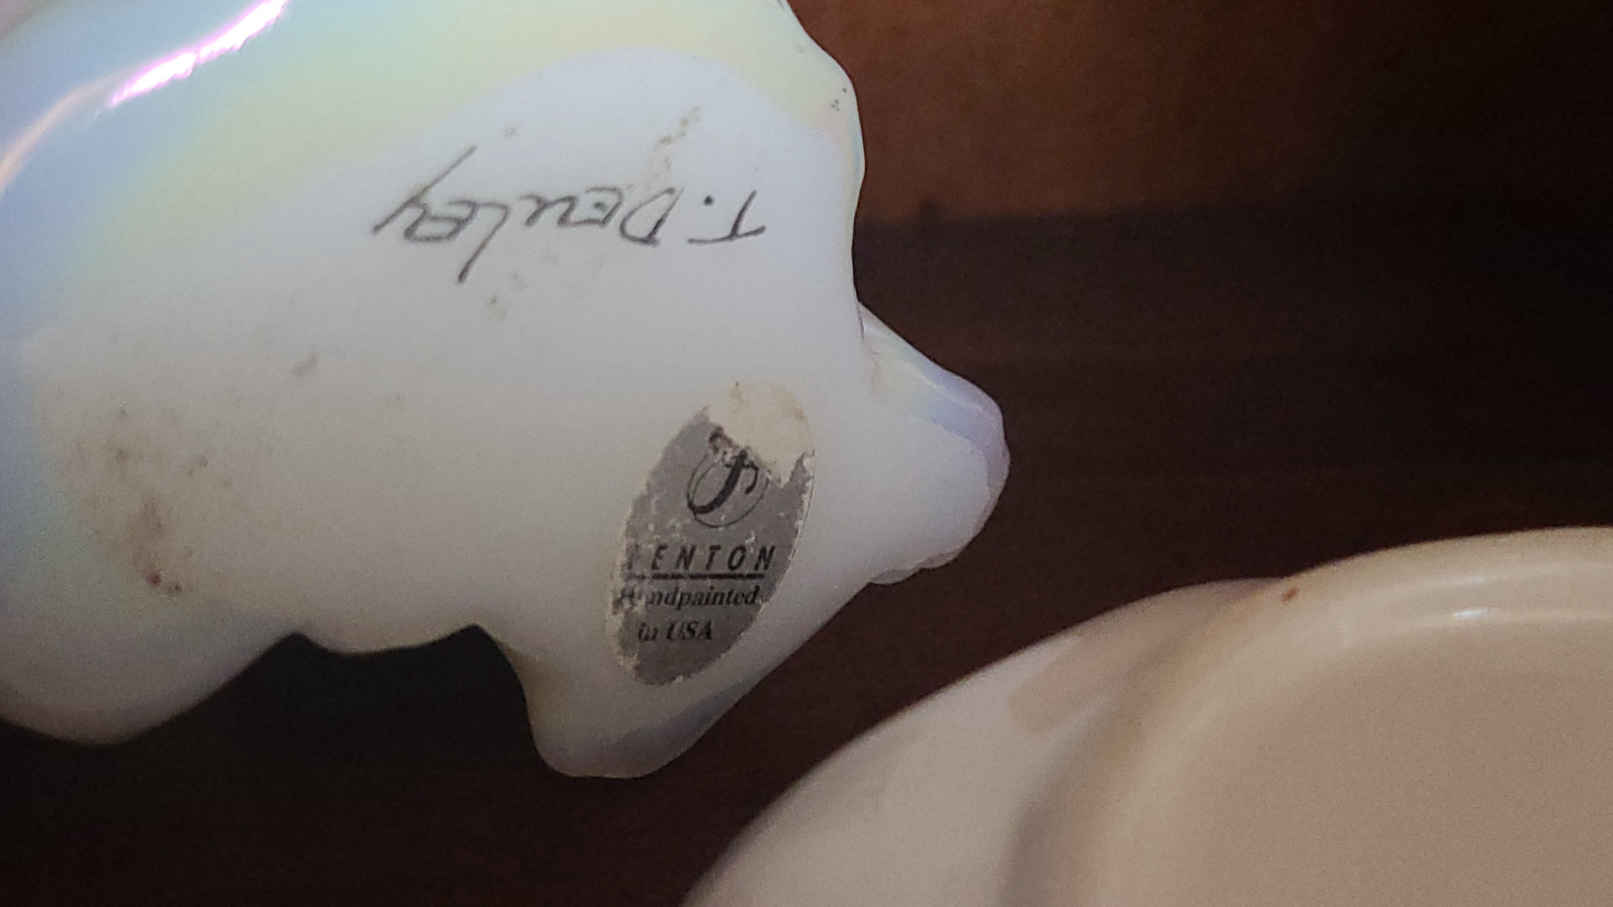 T. Deuley
f
FENTON
Handpainted
in USA